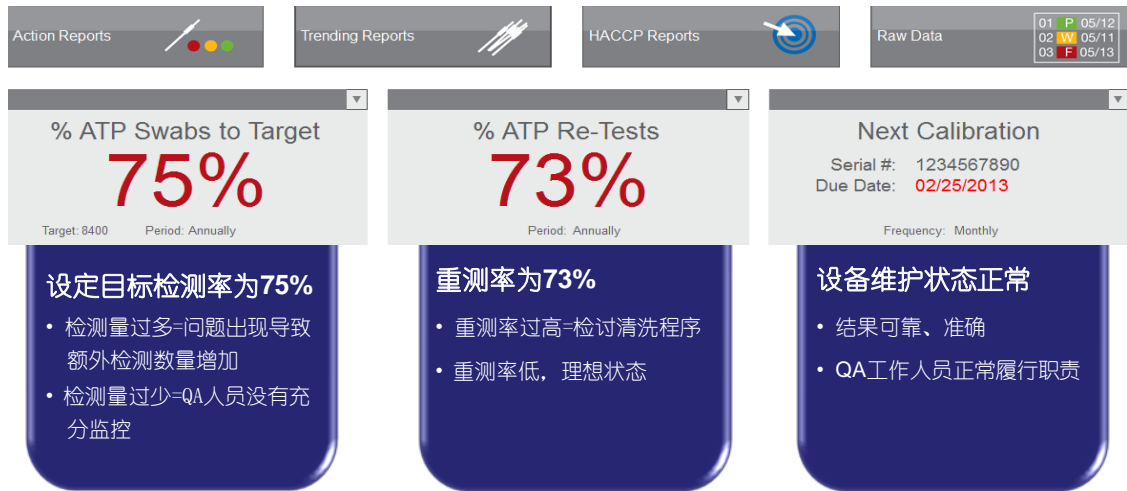 Action Reports
Trending Reports
HACCP Reports
Raw Data
01 P 05/12
02 W 05/11
03 F 05/13
% ATP Swabs to Target
75%
Target: 8400 Period: Annually
设定目标检测率为75%
• 检测量过多=问题出现导致
额外检测数量增加
• 检测量过少=QA人员没有充
分监控
% ATP Re-Tests
73%
Period: Annually
重测率为73%
• 重测率过高=检讨清洗程序
• 重测率低，理想状态
Next Calibration
Serial #: 1234567890
Due Date: 02/25/2013
Frequency: Monthly
设备维护状态正常
• 结果可靠、准确
• QA工作人员正常履行职责